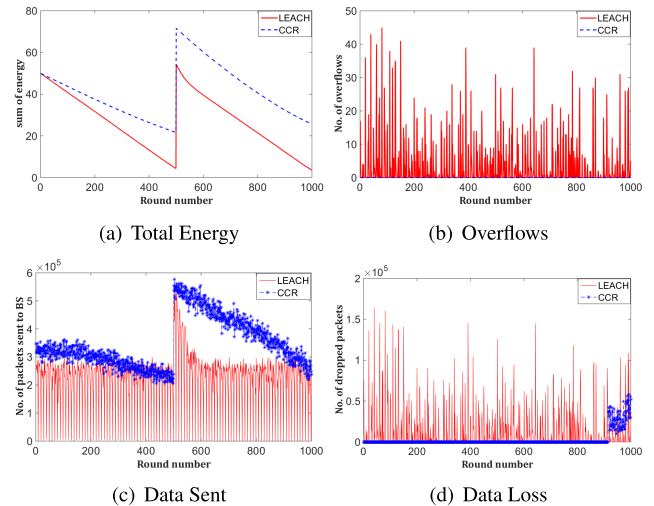 80
60
40
20
0
sum of energy
LEACH
CCR
0 200 400 600 800 1000
Round number
(a) Total Energy
50
40
30
20
10
0
No. of overflows
LEACH
CCR
0 200 400 600 800 1000
Round number
(b) Overflows
×10⁵
6
5
4
3
2
1
0
No. of packets sent to BS
LEACH
CCR
0 200 400 600 800 1000
Round number
(c) Data Sent
×10⁵
2
1.5
1
0.5
0
No. of dropped packets
LEACH
CCR
0 200 400 600 800 1000
Round number
(d) Data Loss